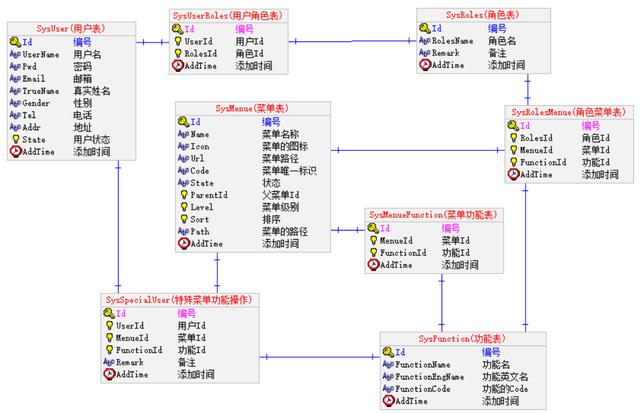 SysUser(用户表)
Id 编号
UserName 用户名
Pwd 密码
Email 邮箱
TrueName 真实姓名
Gender 性别
Tel 电话
Addr 地址
State 用户状态
AddTime 添加时间
SysUserRoles(用户角色表)
Id 编号
UserId 用户Id
RolesId 角色Id
AddTime 添加时间
SysRoles(角色表)
Id 编号
RolesName 角色名
Remark 备注
AddTime 添加时间
SysMenue(菜单表)
Id 编号
Name 菜单名称
Icon 菜单的图标
Url 菜单路径
Code 菜单唯一标识
State 状态
ParentId 父菜单Id
Level 菜单级别
Sort 排序
Path 菜单的路径
AddTime 添加时间
SysRolesMenue(角色菜单表)
Id 编号
RolesId 角色Id
MenueId 菜单Id
FunctionId 功能Id
AddTime 添加时间
SysMenueFunction(菜单功能表)
Id 编号
MenueId 菜单Id
FunctionId 功能Id
AddTime 添加时间
SysSpecialUser(特殊菜单功能操作)
Id 编号
UserId 用户Id
MenueId 菜单Id
FunctionId 功能Id
Remark 备注
AddTime 添加时间
SysFunction(功能表)
Id 编号
FunctionName 功能名
FunctionEngName 功能英文名
FunctionCode 功能的Code
AddTime 添加时间